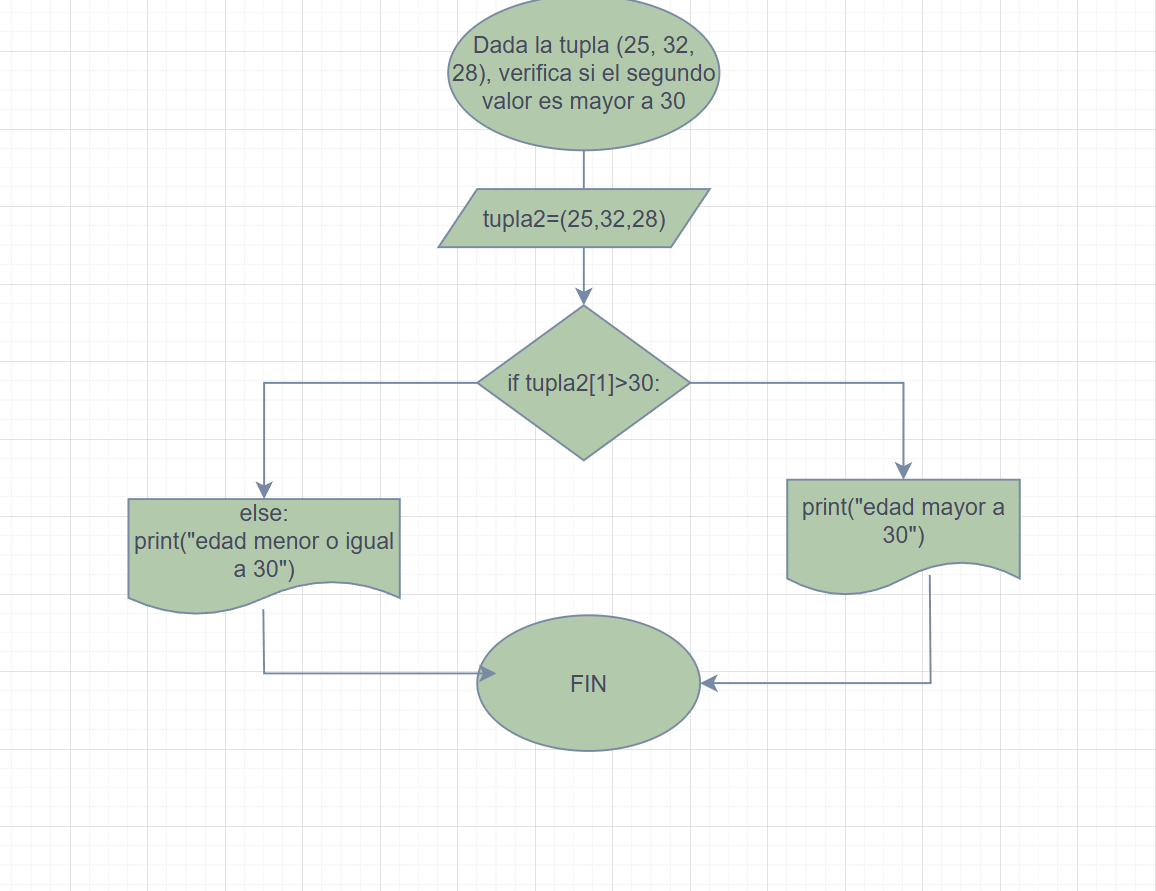 Dada la tupla (25, 32,
28), verifica si el segundo
valor es mayor a 30
tupla2=(25,32,28)
if tupla2[1]>30:
else:
print("edad menor o igual
a 30")
print("edad mayor a
30")
FIN